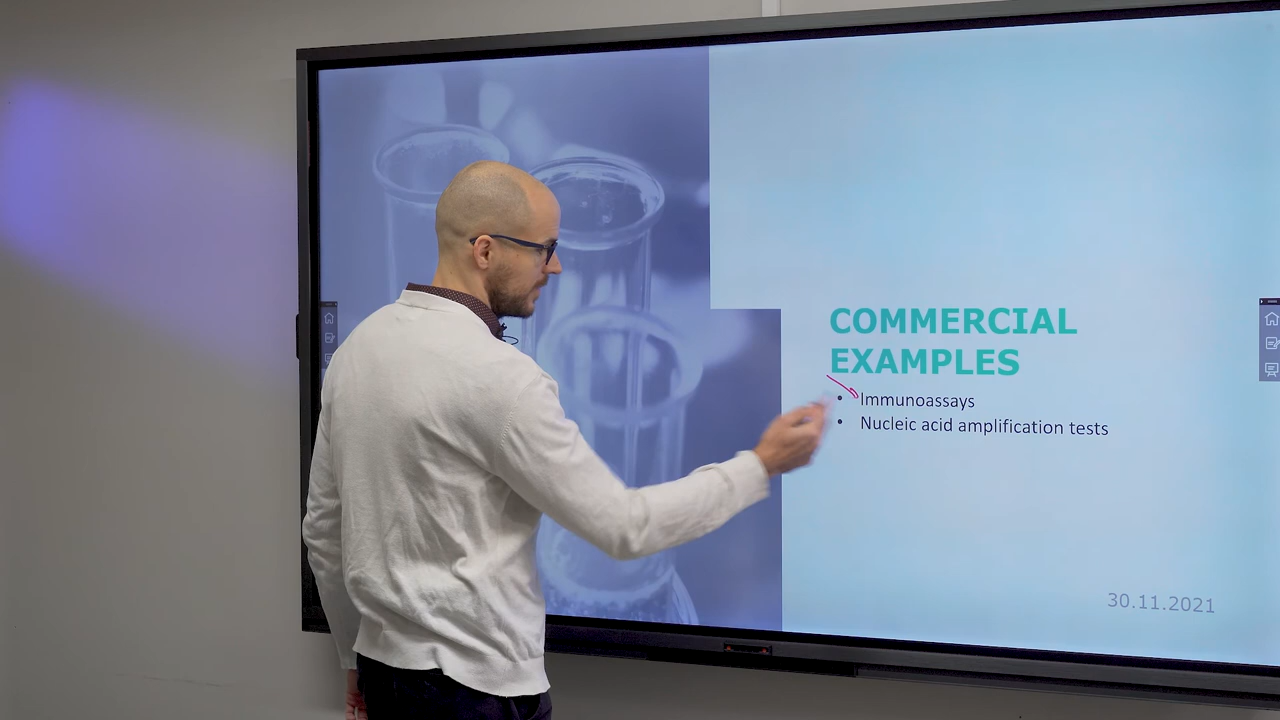 COMMERCIAL
EXAMPLES
• Immunoassays
• Nucleic acid amplification tests
30.11.2021